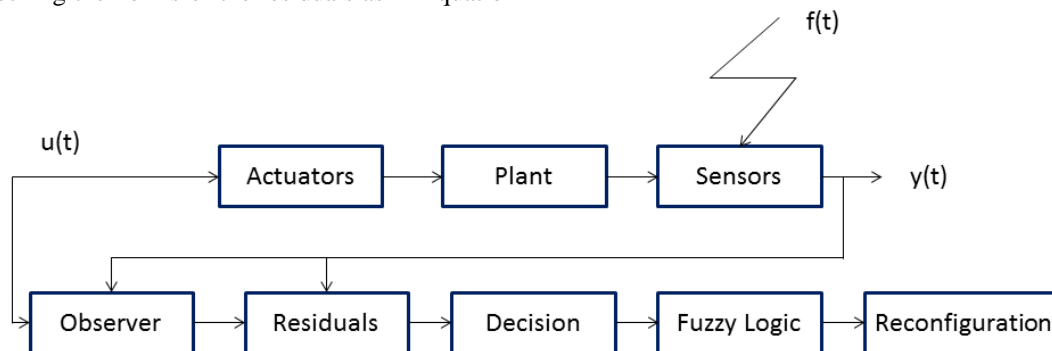 f(t)
u(t)
Actuators
Plant
Sensors
y(t)
Observer
Residuals
Decision
Fuzzy Logic
Reconfiguration